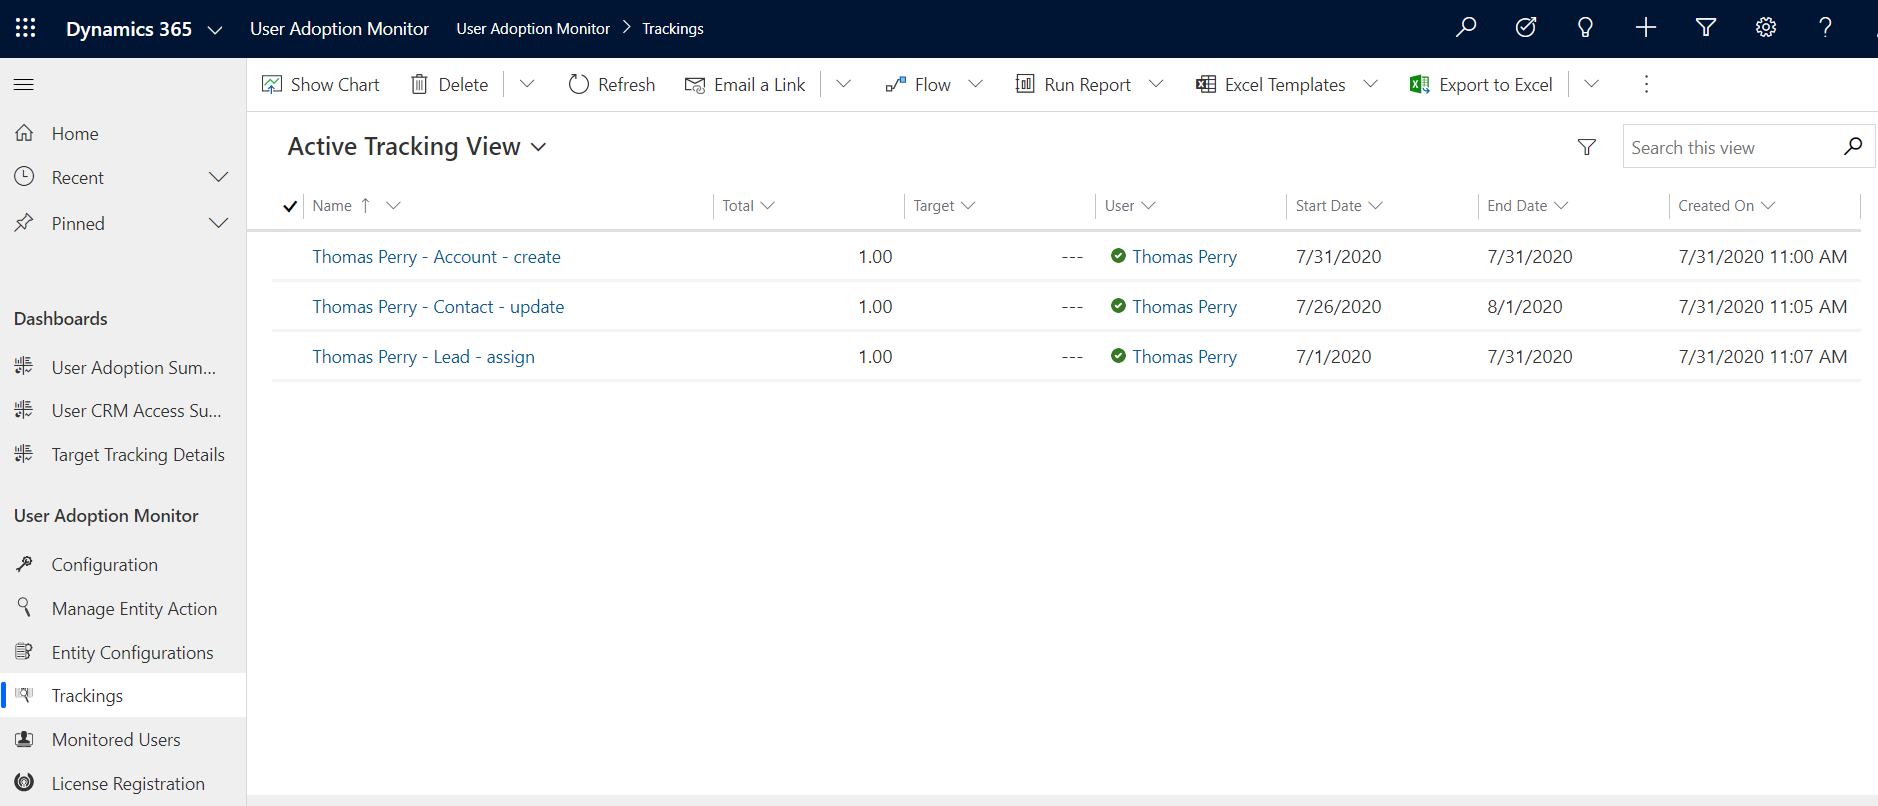 Dynamics 365 User Adoption Monitor User Adoption Monitor > Trackings ?
Show Chart Delete Refresh Email a Link Flow Run Report Excel Templates Export to Excel
Home
Recent
Pinned
Dashboards
User Adoption Sum...
User CRM Access Su...
Target Tracking Details
User Adoption Monitor
Configuration
Manage Entity Action
Entity Configurations
Trackings
Monitored Users
License Registration
Active Tracking View
Search this view
Name ↑ Total Target User Start Date End Date Created On
Thomas Perry - Account - create 1.00 --- Thomas Perry 7/31/2020 7/31/2020 7/31/2020 11:00 AM
Thomas Perry - Contact - update 1.00 --- Thomas Perry 7/26/2020 8/1/2020 7/31/2020 11:05 AM
Thomas Perry - Lead - assign 1.00 --- Thomas Perry 7/1/2020 7/31/2020 7/31/2020 11:07 AM